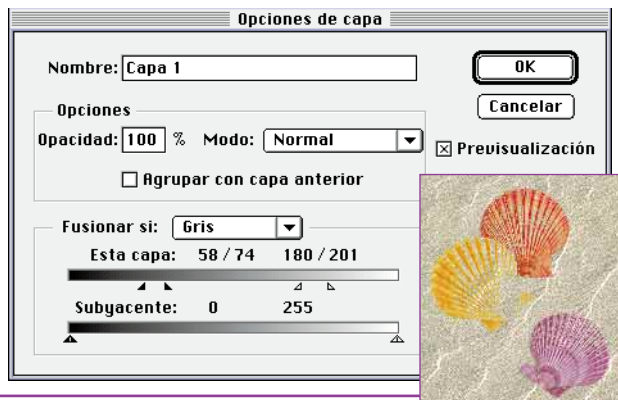 Opciones de capa
Nombre: Capa 1
OK
Cancelar
Opciones
Opacidad: 100 % Modo: Normal
Previsualización
Agrupar con capa anterior
Fusionar si: Gris
Esta capa: 58 / 74 180 / 201
Subyacente: 0 255